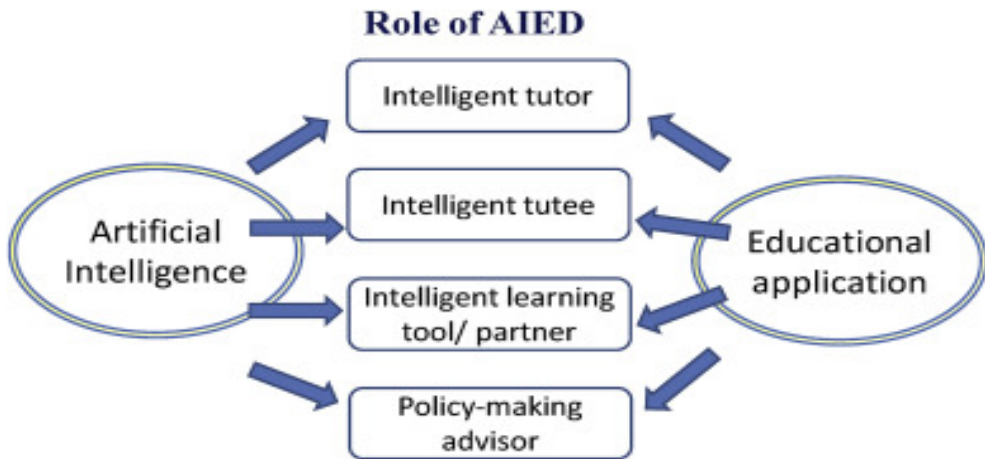 Role of AIED
Intelligent tutor
Intelligent tutee
Artificial
Intelligence
Educational
application
Intelligent learning
tool/ partner
Policy-making
advisor